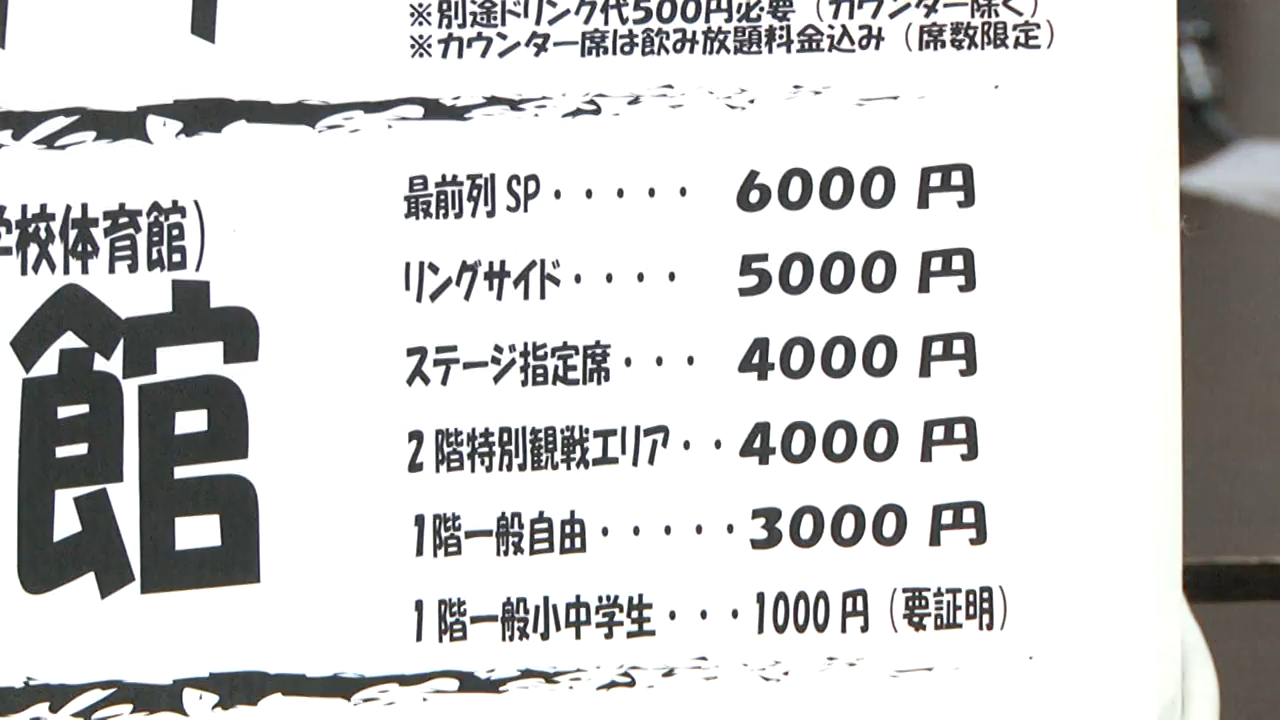 ※別途ドリンク代500円必要（カウンター除く）
※カウンター席は飲み放題料金込み（席数限定）
校体育館）
館
最前列SP・・・・・ 6000円
リングサイド・・・・ 5000円
ステージ指定席・・・ 4000円
2階特別観戦エリア・・4000円
1階一般自由・・・・・3000円
1階一般小中学生・・・1000円（要証明）